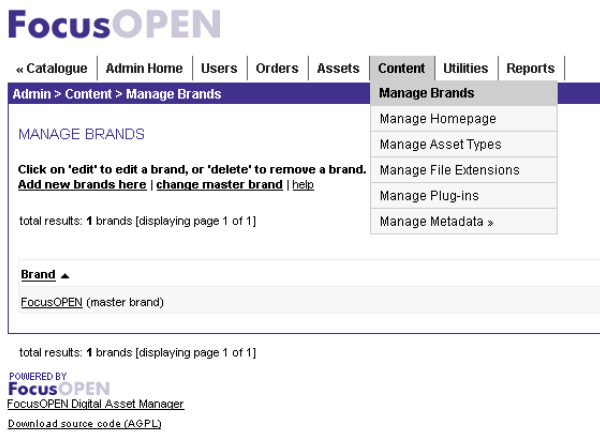 FocusOPEN
« Catalogue Admin Home Users Orders Assets Content Utilities Reports
Admin > Content > Manage Brands
Manage Brands
Manage Homepage
Manage Asset Types
Manage File Extensions
Manage Plug-ins
Manage Metadata »
MANAGE BRANDS
Click on 'edit' to edit a brand, or 'delete' to remove a brand.
Add new brands here | change master brand | help
total results: 1 brands [displaying page 1 of 1]
Brand ▲
FocusOPEN (master brand)
total results: 1 brands [displaying page 1 of 1]
POWERED BY
FocusOPEN
FocusOPEN Digital Asset Manager
Download source code (AGPL)